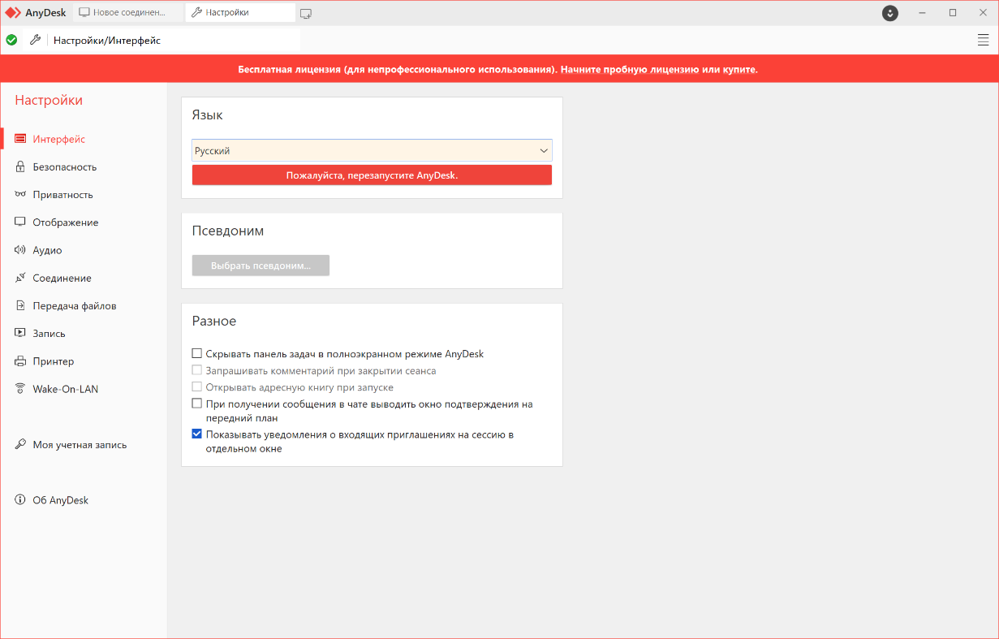 AnyDesk
Новое соединен...
Настройки
Настройки/Интерфейс
Бесплатная лицензия (для непрофессионального использования). Начните пробную лицензию или купите.
Настройки
Интерфейс
Безопасность
Приватность
Отображение
Аудио
Соединение
Передача файлов
Запись
Принтер
Wake-On-LAN
Моя учетная запись
Об AnyDesk
Язык
Русский
Пожалуйста, перезапустите AnyDesk.
Псевдоним
Выбрать псевдоним...
Разное
Скрывать панель задач в полноэкранном режиме AnyDesk
Запрашивать комментарий при закрытии сеанса
Открывать адресную книгу при запуске
При получении сообщения в чате выводить окно подтверждения на
передний план
Показывать уведомления о входящих приглашениях на сессию в
отдельном окне